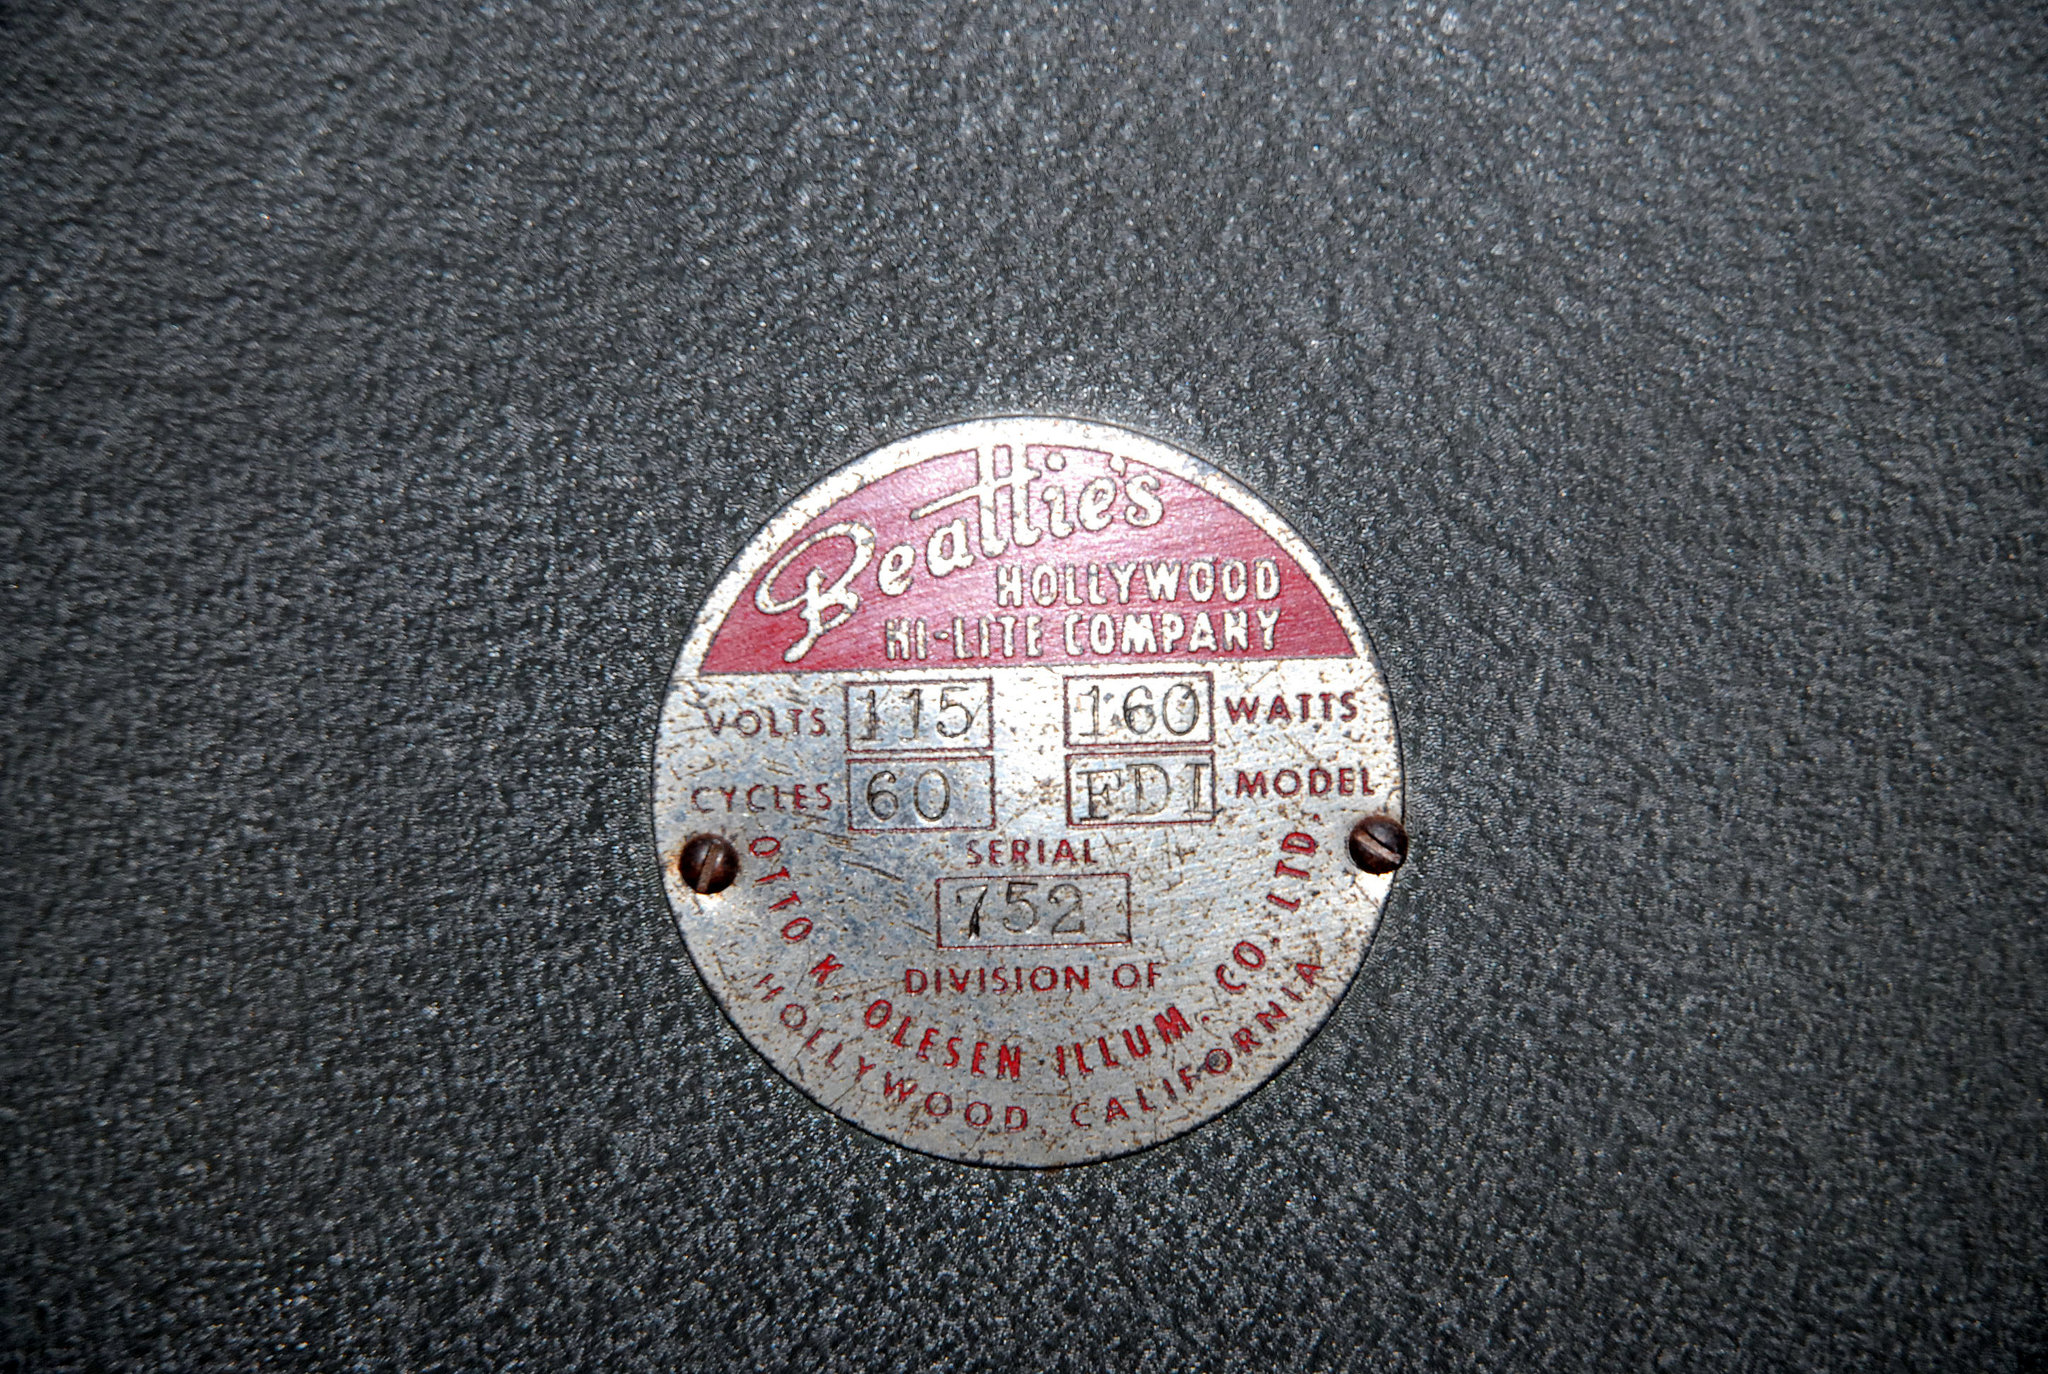 Beattie's
HOLLYWOOD
HI-LITE COMPANY
VOLTS 115 160 WATTS
CYCLES 60 EDI MODEL
SERIAL
752
DIVISION OF
OTTO K. OLESEN ILLUM. CO. LTD.
HOLLYWOOD, CALIFORNIA